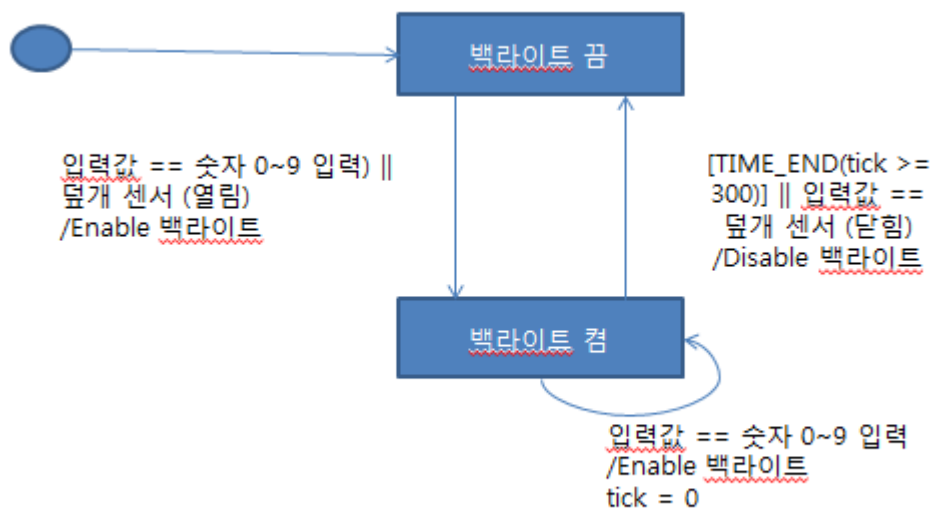 백라이트 끔
입력값 == 숫자 0~9 입력) ||
덮개 센서 (열림)
/Enable 백라이트
[TIME_END(tick >=
300)] || 입력값 ==
덮개 센서 (닫힘)
/Disable 백라이트
백라이트 켬
입력값 == 숫자 0~9 입력
/Enable 백라이트
tick = 0